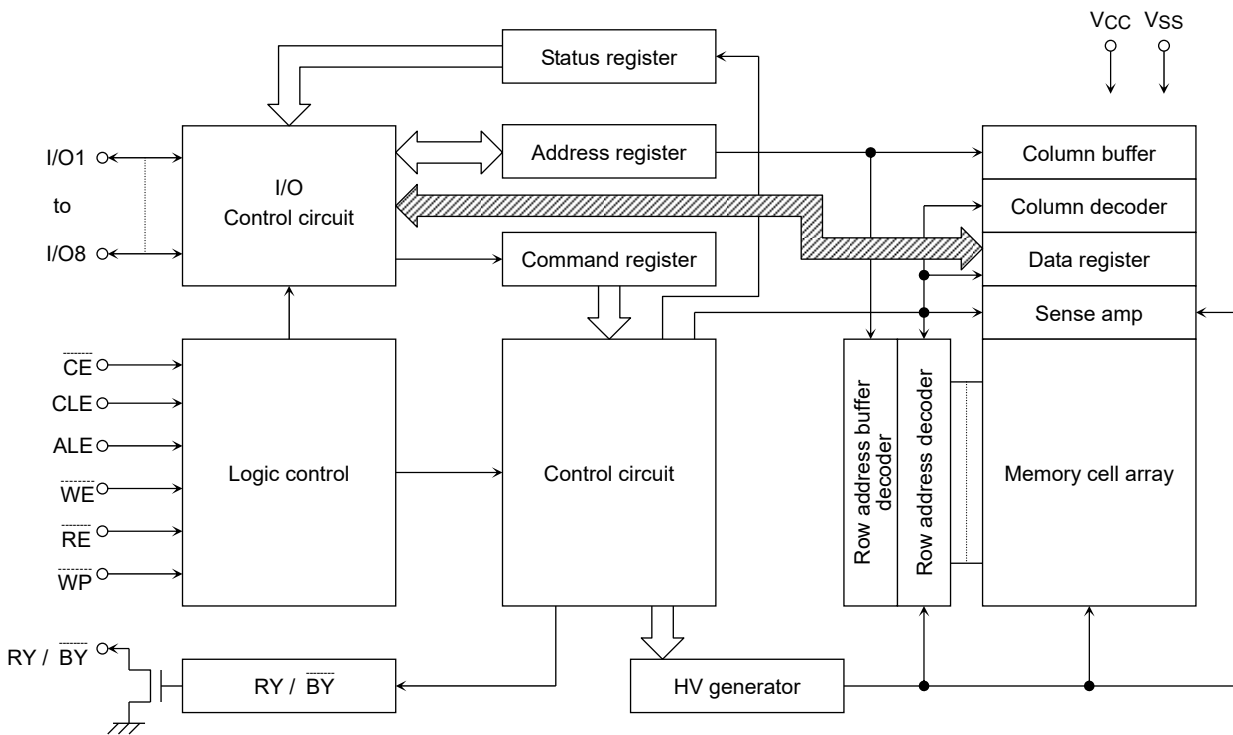 VCC VSS
Status register
I/O1
to
I/O8
I/O
Control circuit
Address register
Command register
Column buffer
Column decoder
Data register
Sense amp
CE
CLE
ALE
WE
RE
WP
Logic control
Control circuit
Row address buffer
decoder
Row address decoder
Memory cell array
RY / BY
RY / BY
HV generator